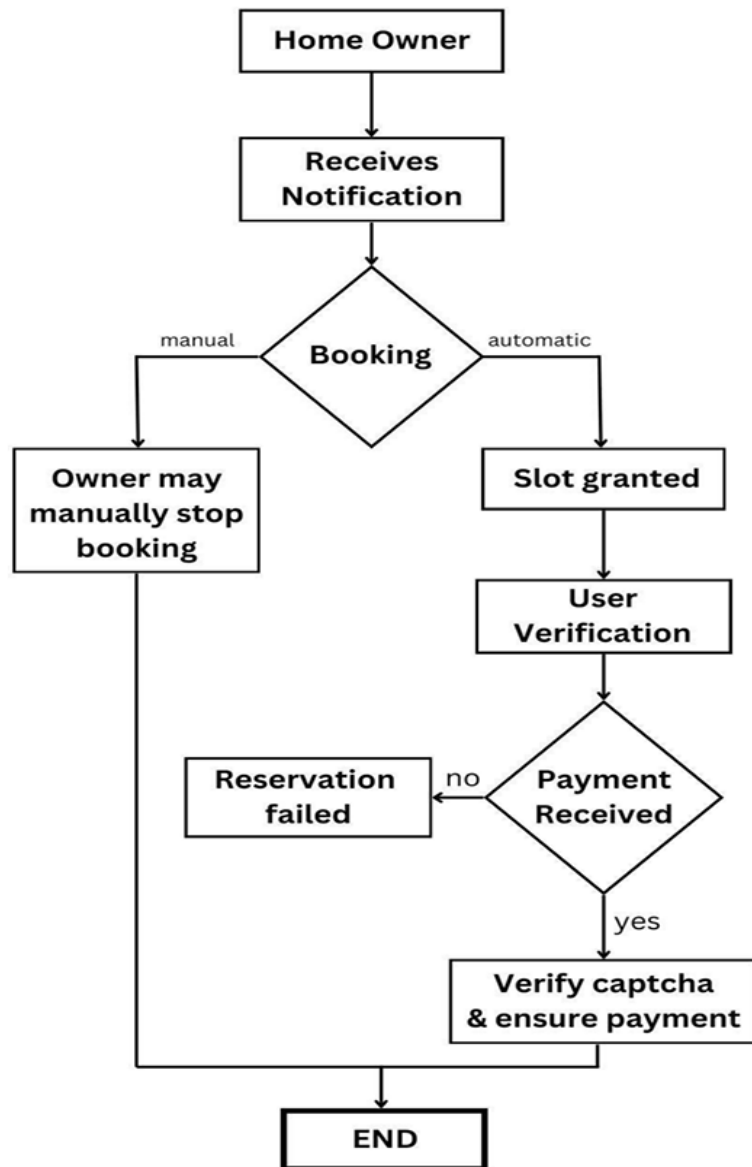 Home Owner
Receives
Notification
manual
Booking
automatic
Owner may
manually stop
booking
Slot granted
User
Verification
Reservation
failed
no
Payment
Received
yes
Verify captcha
& ensure payment
END